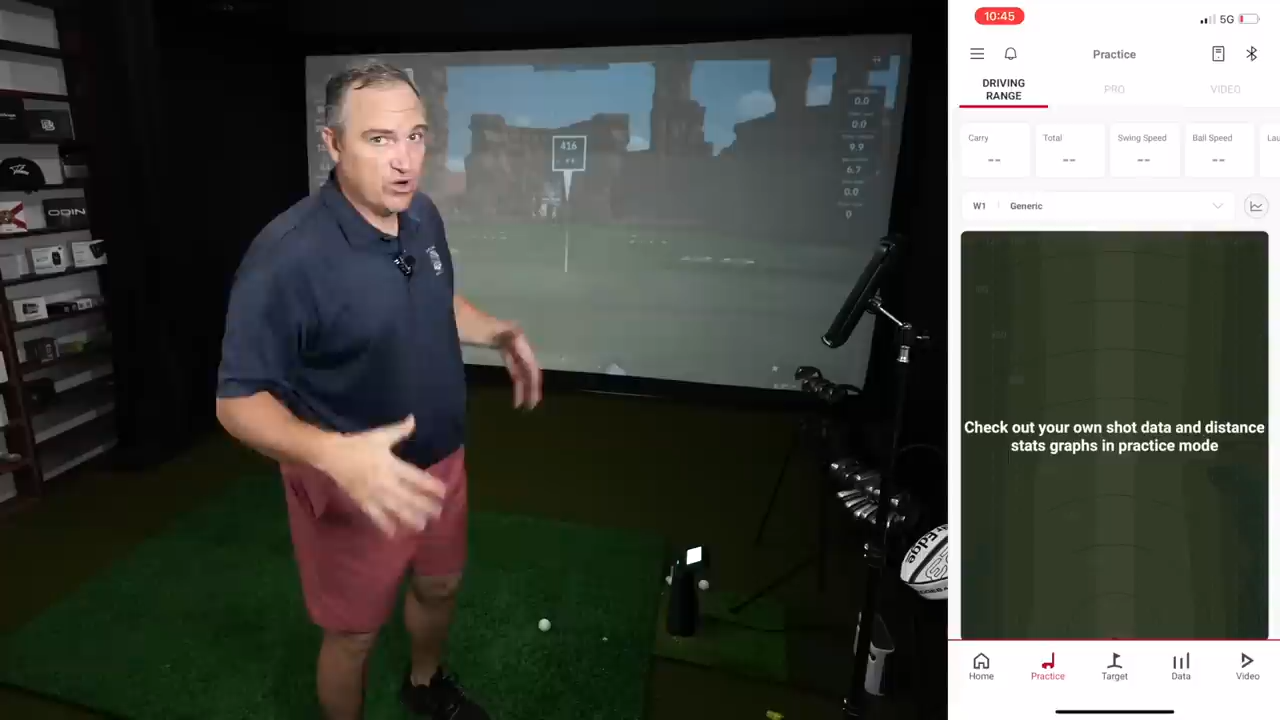 10:45
5G
Practice
DRIVING
RANGE
PRO
VIDEO
Carry
Total
Swing Speed
Ball Speed
Lau
--
--
--
--
W1
Generic
Check out your own shot data and distance
stats graphs in practice mode
Home
Practice
Target
Data
Video
416
0.0
0.0
9.9
6.7
0.0
0
ODIN